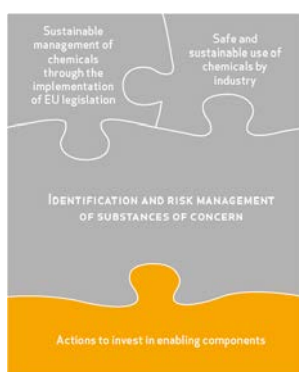 Sustainable
management of
chemicals
through the
implementation
of EU legislation
Safe and
sustainable use of
chemicals by
industry
IDENTIFICATION AND RISK MANAGEMENT
OF SUBSTANCES OF CONCERN
Actions to invest in enabling components